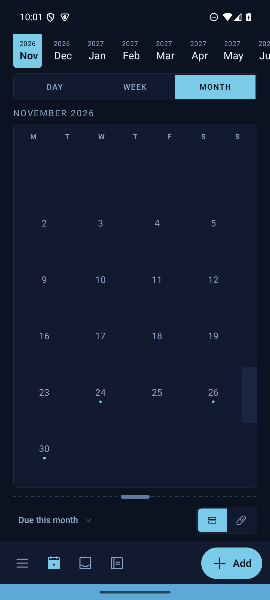 10:01
2026 2026 2027 2027 2027 2027 2027 202
Nov Dec Jan Feb Mar Apr May Ju
DAY WEEK MONTH
NOVEMBER 2026
M T W T F S S
2 3 4 5
9 10 11 12
16 17 18 19
23 24 25 26
30
Due this month
Add